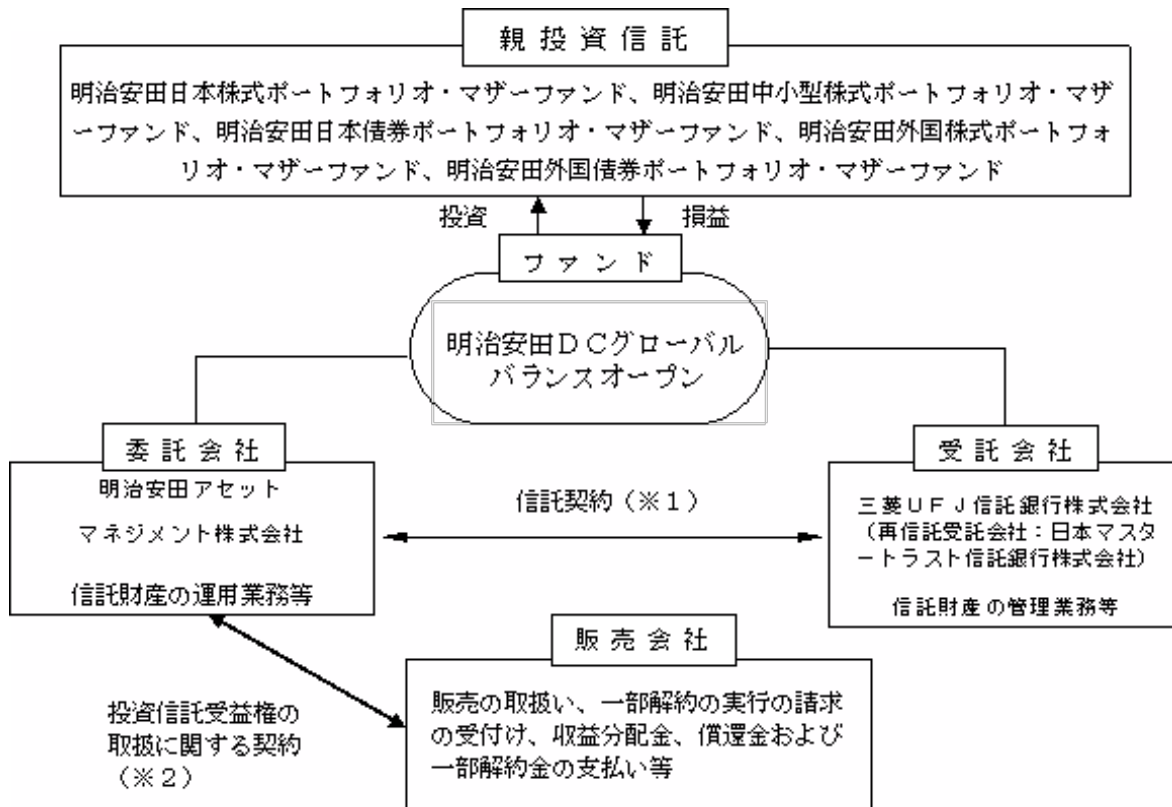 親投資信託
明治安田日本株式ポートフォリオ・マザーファンド、明治安田中小型株式ポートフォリオ・マザ
ーファンド、明治安田日本債券ポートフォリオ・マザーファンド、明治安田外国株式ポートフォ
リオ・マザーファンド、明治安田外国債券ポートフォリオ・マザーファンド
投資
損益
ファンド
明治安田ＤＣグローバル
バランスオープン
委託会社
明治安田アセット
マネジメント株式会社
信託財産の運用業務等
信託契約（※１）
受託会社
三菱ＵＦＪ信託銀行株式会社
（再信託受託会社：日本マスタ
ートラスト信託銀行株式会社）
信託財産の管理業務等
投資信託受益権の
取扱に関する契約
（※２）
販売会社
販売の取扱い、一部解約の実行の請求
の受付け、収益分配金、償還金および
一部解約金の支払い等